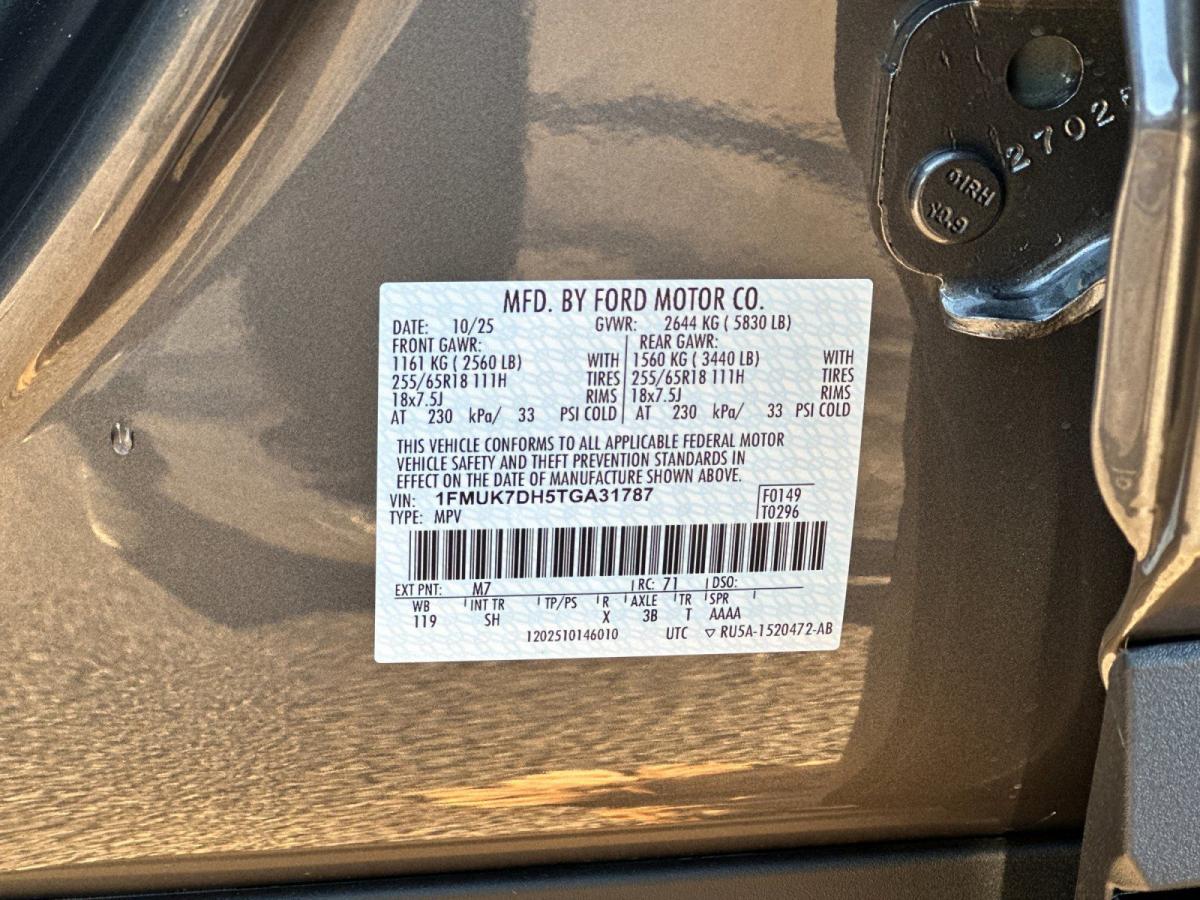 2702
01RH
MFD. BY FORD MOTOR CO.
DATE: 10/25 GVWR: 2644 KG ( 5830 LB)
FRONT GAWR: REAR GAWR:
1161 KG ( 2560 LB) WITH 1560 KG ( 3440 LB) WITH
255/65R18 111H TIRES 255/65R18 111H TIRES
18x7.5J RIMS 18x7.5J RIMS
AT 230 kPa/ 33 PSI COLD AT 230 kPa/ 33 PSI COLD
THIS VEHICLE CONFORMS TO ALL APPLICABLE FEDERAL MOTOR
VEHICLE SAFETY AND THEFT PREVENTION STANDARDS IN
EFFECT ON THE DATE OF MANUFACTURE SHOWN ABOVE.
VIN: 1FMUK7DH5TGA31787 F0149
TYPE: MPV T0296
EXT PNT: M7 RC: 71 DSO:
WB INT TR TP/PS R AXLE TR SPR
119 SH X 3B T AAAA
1202510146010 UTC ▽ RU5A-1520472-AB